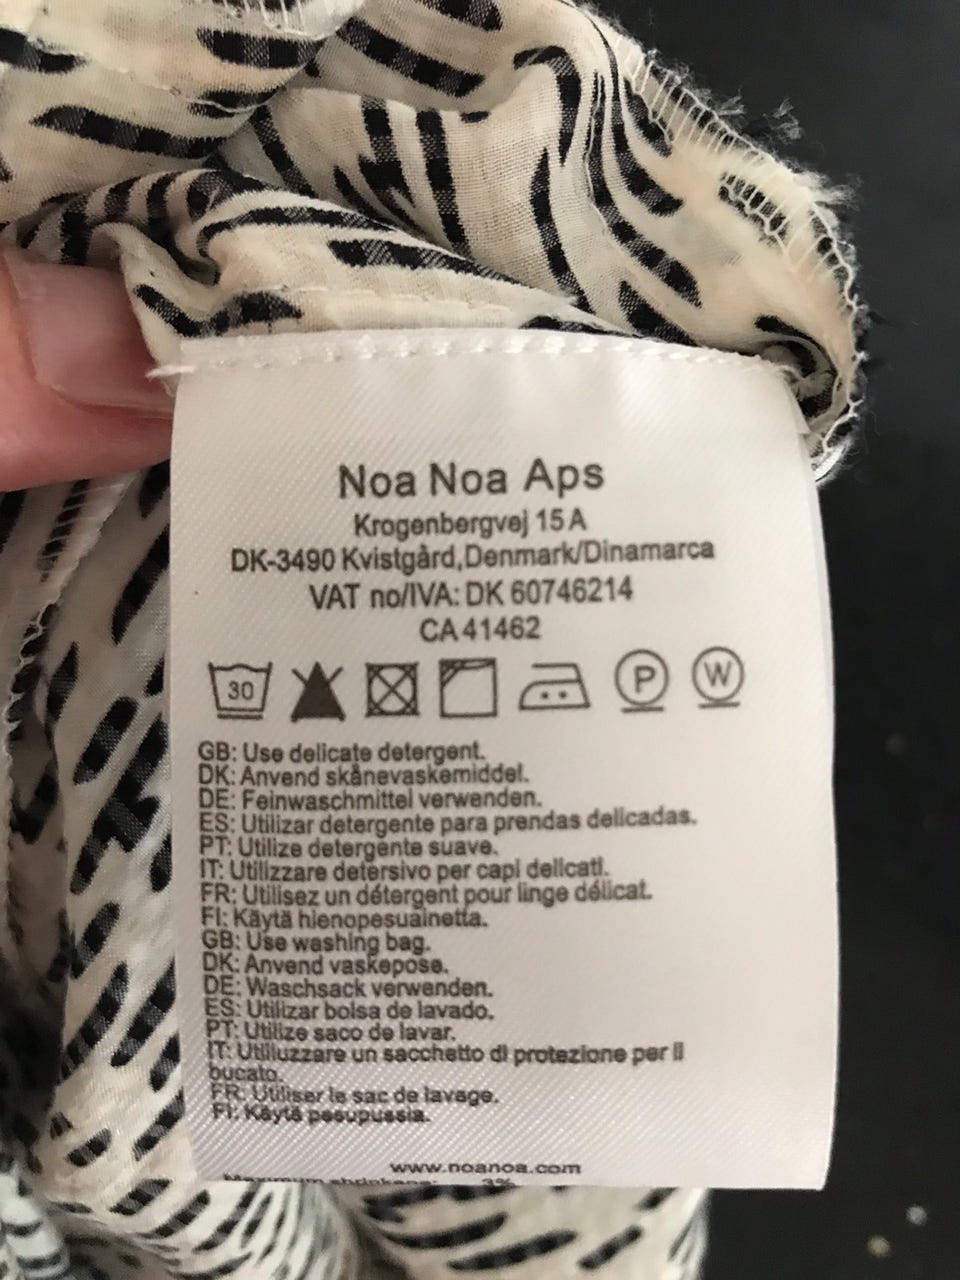 Noa Noa Aps
Krogenbergvej 15 A
DK-3490 Kvistgård,Denmark/Dinamarca
VAT no/IVA: DK 60746214
CA 41462
30 P W
GB: Use delicate detergent.
DK: Anvend skånevaskemiddel.
DE: Feinwaschmittel verwenden.
ES: Utilizar detergente para prendas delicadas.
PT: Utilize detergente suave.
IT: Utilizzare detersivo per capi delicati.
FR: Utilisez un détergent pour linge délicat.
FI: Käytä hienopesuainetta.
GB: Use washing bag.
DK: Anvend vaskepose.
DE: Waschsack verwenden.
ES: Utilizar bolsa de lavado.
PT: Utilize saco de lavar.
IT: Utiliuzzare un sacchetto di protezione per il
bucato.
FR: Utiliser le sac de lavage.
FI: Käytä pesupussia.
www.noanoa.com
Maximum shrinkage: 3%